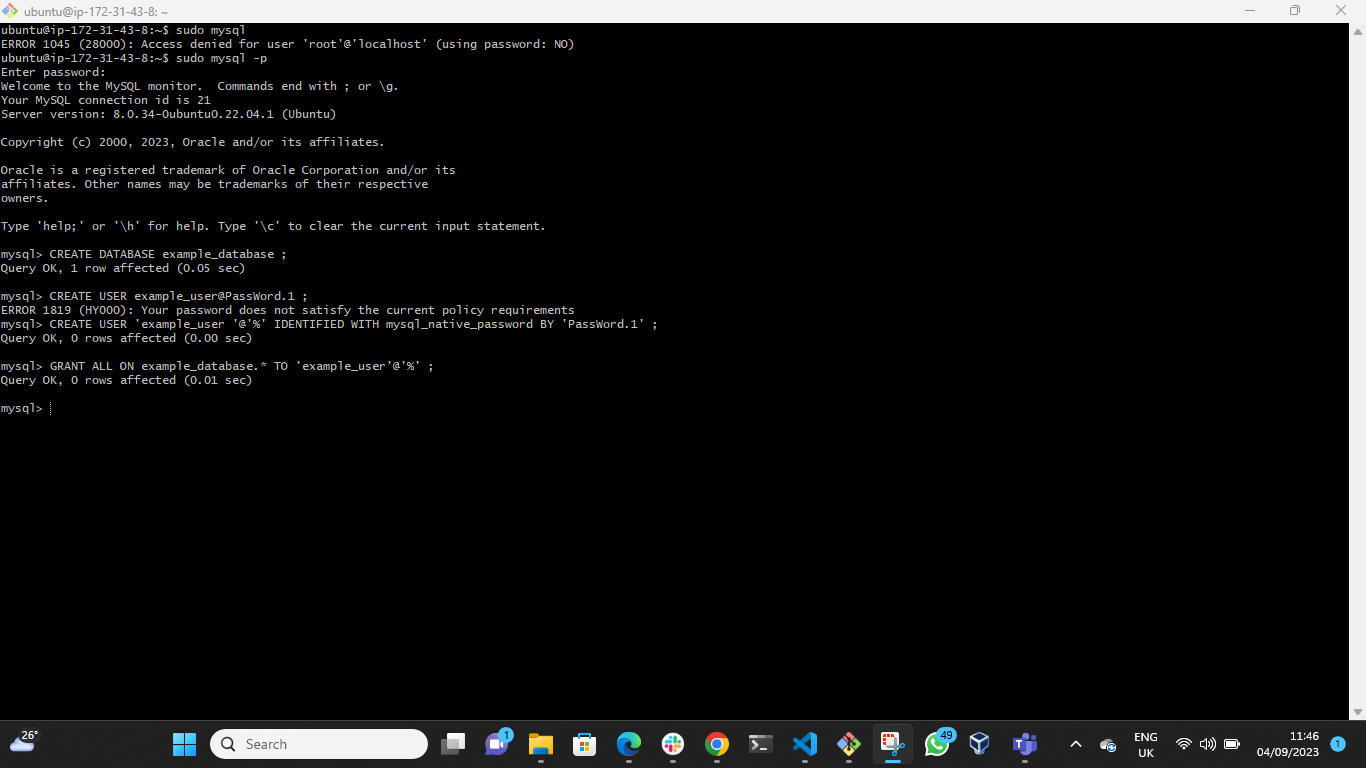 ubuntu@ip-172-31-43-8: ~
ubuntu@ip-172-31-43-8:~$ sudo mysql
ERROR 1045 (28000): Access denied for user 'root'@'localhost' (using password: NO)
ubuntu@ip-172-31-43-8:~$ sudo mysql -p
Enter password:
Welcome to the MySQL monitor.  Commands end with ; or \g.
Your MySQL connection id is 21
Server version: 8.0.34-0ubuntu0.22.04.1 (Ubuntu)
Copyright (c) 2000, 2023, Oracle and/or its affiliates.
Oracle is a registered trademark of Oracle Corporation and/or its
affiliates. Other names may be trademarks of their respective
owners.
Type 'help;' or '\h' for help. Type '\c' to clear the current input statement.
mysql> CREATE DATABASE example_database ;
Query OK, 1 row affected (0.05 sec)
mysql> CREATE USER example_user@PassWord.1 ;
ERROR 1819 (HY000): Your password does not satisfy the current policy requirements
mysql> CREATE USER 'example_user '@'%' IDENTIFIED WITH mysql_native_password BY 'PassWord.1' ;
Query OK, 0 rows affected (0.00 sec)
mysql> GRANT ALL ON example_database.* TO 'example_user'@'%' ;
Query OK, 0 rows affected (0.01 sec)
mysql>
26°
Search
1
49
ENG
UK
11:46
04/09/2023
1